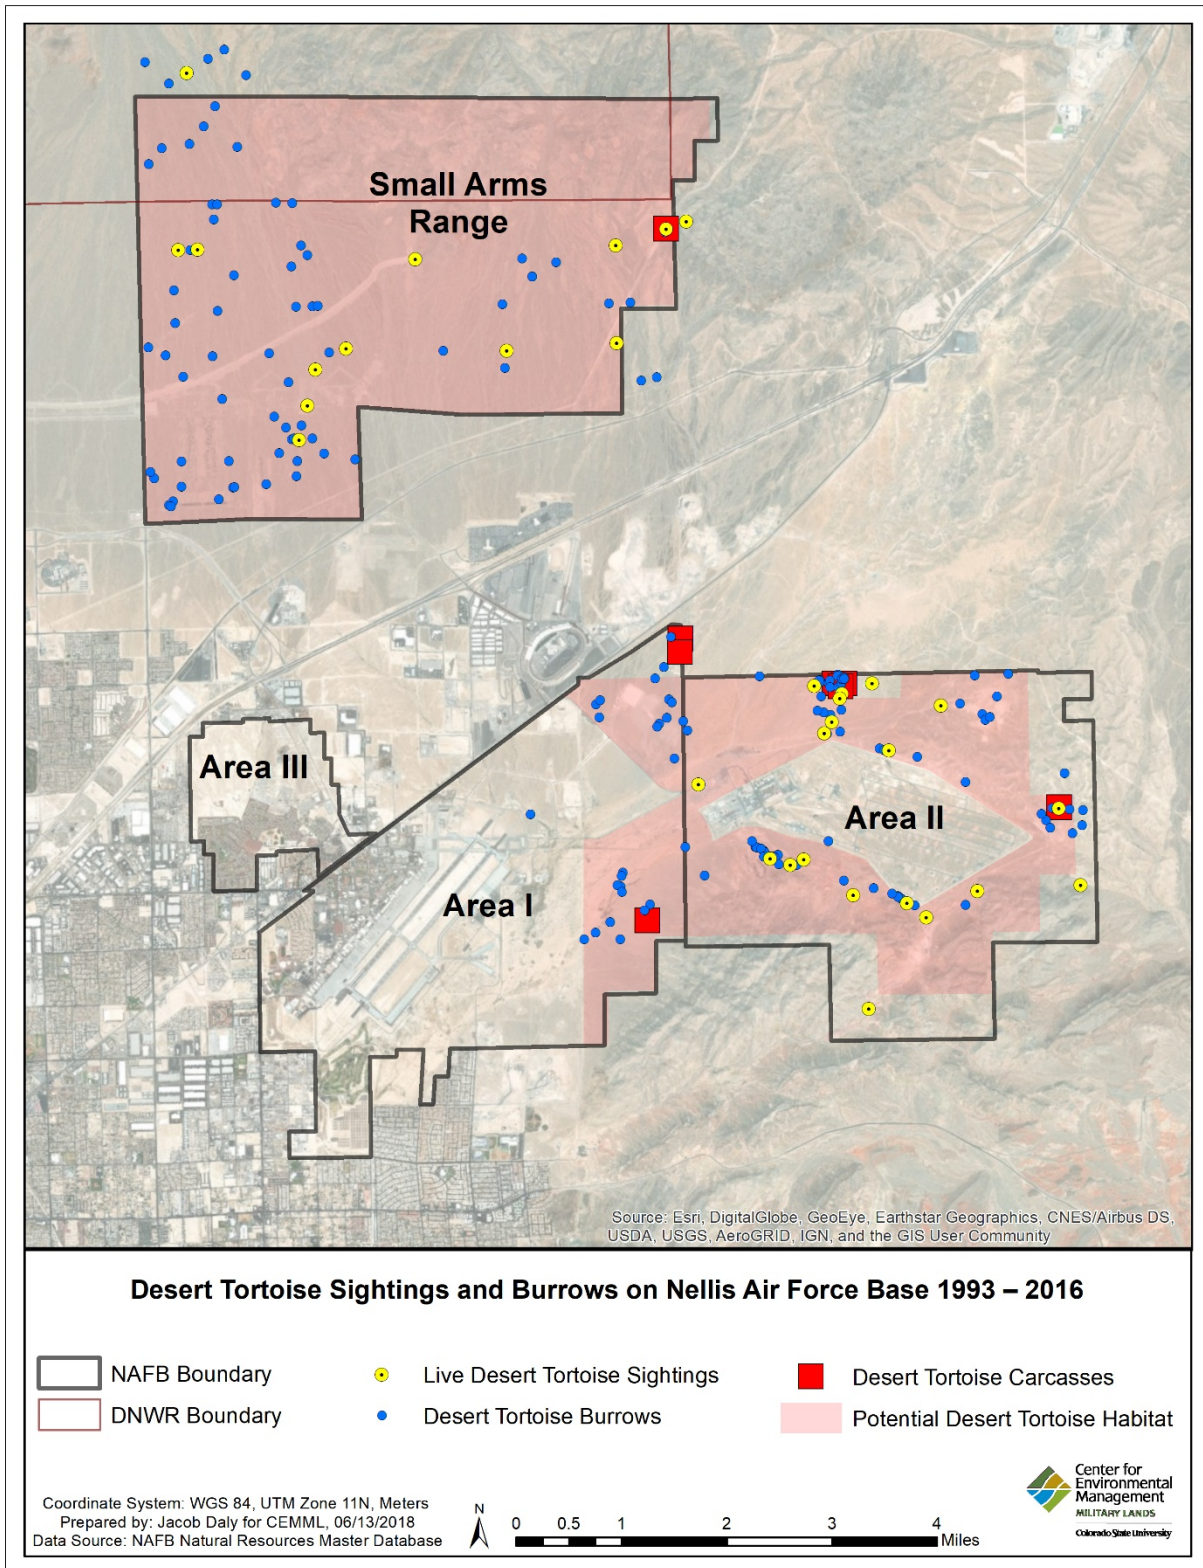 Small Arms
Range
Area III
Area II
Area I
Source: Esri, DigitalGlobe, GeoEye, Earthstar Geographics, CNES/Airbus DS,
USDA, USGS, AeroGRID, IGN, and the GIS User Community
Desert Tortoise Sightings and Burrows on Nellis Air Force Base 1993 – 2016
NAFB Boundary
Live Desert Tortoise Sightings
Desert Tortoise Carcasses
DNWR Boundary
Desert Tortoise Burrows
Potential Desert Tortoise Habitat
Coordinate System: WGS 84, UTM Zone 11N, Meters
Prepared by: Jacob Daly for CEMML, 06/13/2018
Data Source: NAFB Natural Resources Master Database
N
0 0.5 1 2 3 4
Miles
Center for
Environmental
Management
MILITARY LANDS
Colorado State University